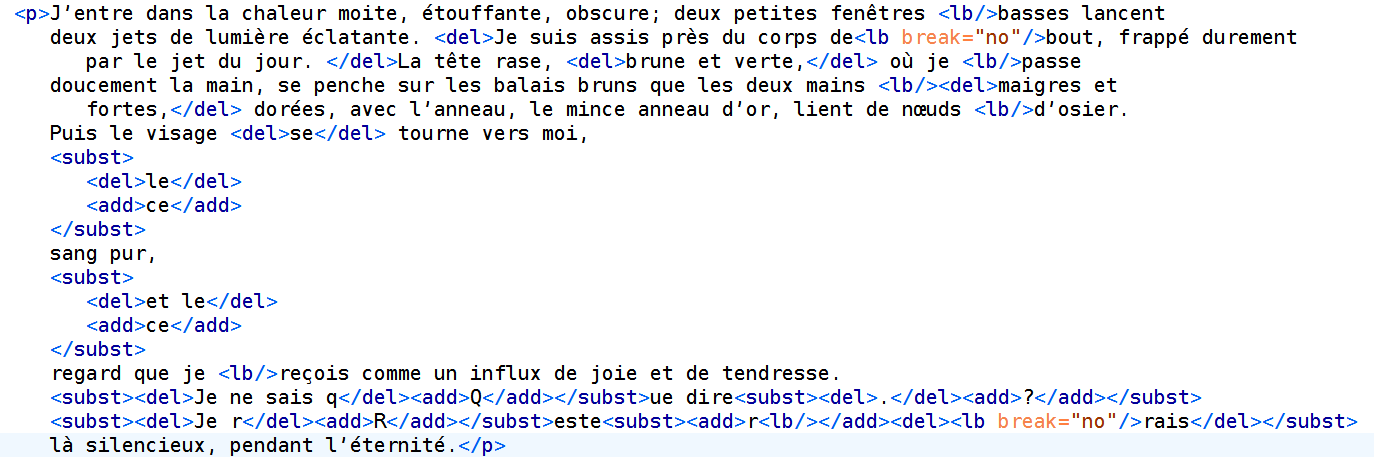 <p>J’entre dans la chaleur moite, étouffante, obscure; deux petites fenêtres <lb/>basses lancent
deux jets de lumière éclatante. <del>Je suis assis près du corps de<lb break="no"/>bout, frappé durement
par le jet du jour. </del>La tête rase, <del>brune et verte,</del> où je <lb/>passe
doucement la main, se penche sur les balais bruns que les deux mains <lb/><del>maigres et
fortes,</del> dorées, avec l’anneau, le mince anneau d’or, lient de nœuds <lb/>d’osier.
Puis le visage <del>se</del> tourne vers moi,
<subst>
<del>le</del>
<add>ce</add>
</subst>
sang pur,
<subst>
<del>et le</del>
<add>ce</add>
</subst>
regard que je <lb/>reçois comme un influx de joie et de tendresse.
<subst><del>Je ne sais q</del><add>Q</add></subst>ue dire<subst><del>.</del><add>?</add></subst>
<subst><del>Je r</del><add>R</add></subst>este<subst><add>r<lb/></add><del><lb break="no"/>rais</del></subst>
là silencieux, pendant l’éternité.</p>